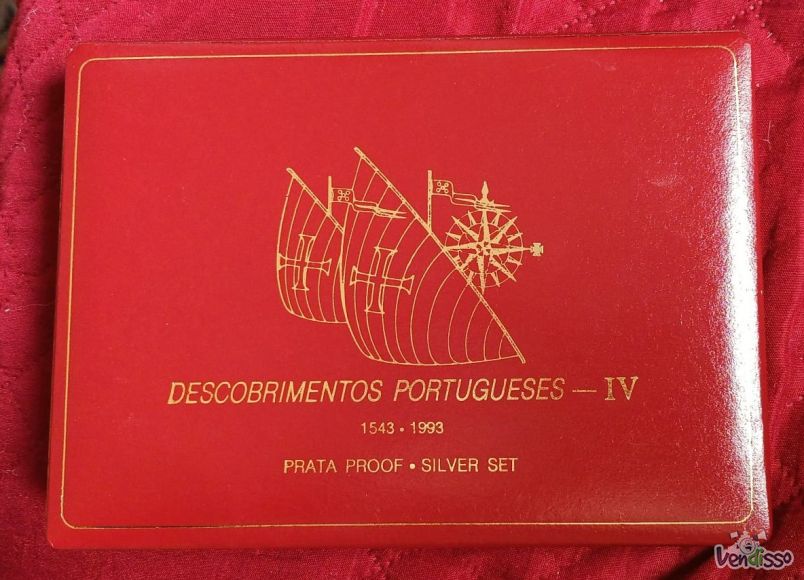 DESCOBRIMENTOS PORTUGUESES — IV
1543 • 1993
PRATA PROOF • SILVER SET
Vendisso